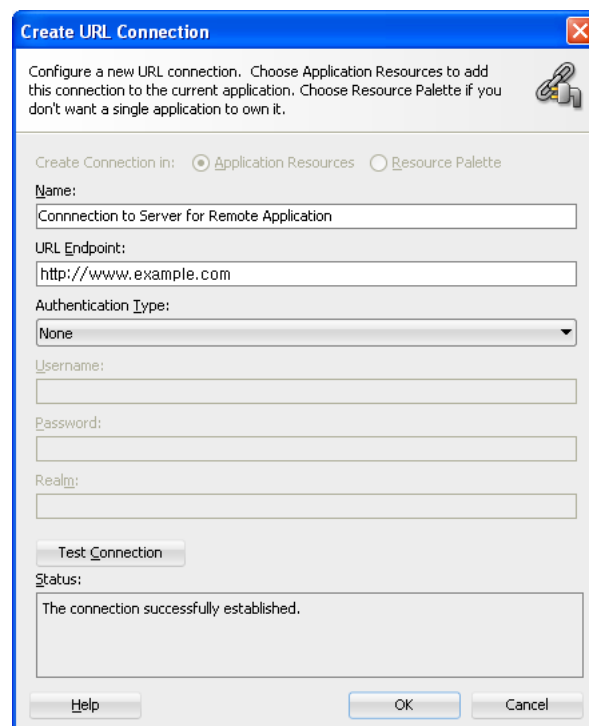 Create URL Connection
Configure a new URL connection. Choose Application Resources to add
this connection to the current application. Choose Resource Palette if you
don't want a single application to own it.
Create Connection in: Application Resources Resource Palette
Name:
Connnection to Server for Remote Application
URL Endpoint:
http://www.example.com
Authentication Type:
None
Username:
Password:
Realm:
Test Connection
Status:
The connection successfully established.
Help OK Cancel